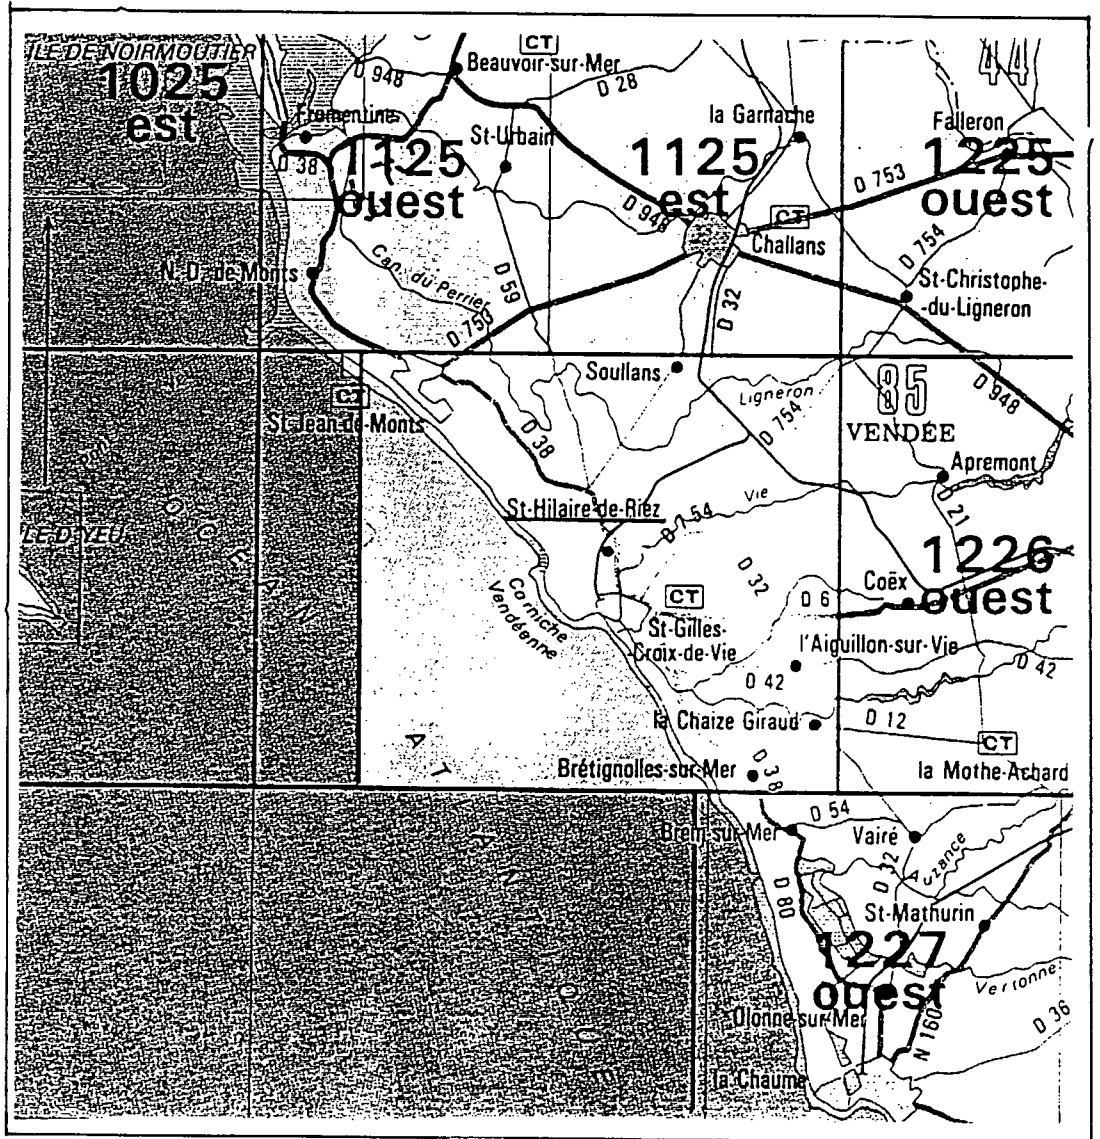 CT
44
ILE DE NOIRMOUTIER
Beauvoir-sur-Mer
1025
est
D 948
D 28
Fromentine
la Garnache
Falleron
St-Urbain
D 38
1125
ouest
1125
est
1225
ouest
D 753
D 948
CT
Challans
D 754
N. D. de Monts
Can. du Perrier
D 59
D 32
St-Christophe-
-du-Ligneron
D 753
Soullans
85
VENDÉE
D 948
CT
St-Jean-de-Monts
Ligneron
D 754
D 38
Apremont
St-Hilaire-de-Riez
Vie
D 754
D 21
ILE D'YEU
OCEAN
1226
ouest
Corniche
Vendéenne
D 32
Coëx
D 6
CT
St-Gilles-
-Croix-de-Vie
l'Aiguillon-sur-Vie
D 42
D 42
la Chaize Giraud
D 12
CT
la Mothe-Achard
Brétignolles-sur-Mer
D 38
ATLANTIQUE
D 54
Brem-sur-Mer
Vairé
Auzance
D 32
D 80
St-Mathurin
1227
ouest
Vertonne
Olonne-sur-Mer
N 160
D 36
la Chaume